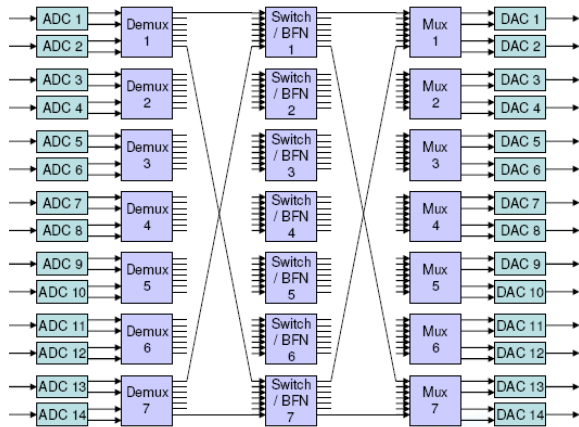 ADC 1
ADC 2
Demux
1
Switch
/ BFN
1
Mux
1
DAC 1
DAC 2
ADC 3
ADC 4
Demux
2
Switch
/ BFN
2
Mux
2
DAC 3
DAC 4
ADC 5
ADC 6
Demux
3
Switch
/ BFN
3
Mux
3
DAC 5
DAC 6
ADC 7
ADC 8
Demux
4
Switch
/ BFN
4
Mux
4
DAC 7
DAC 8
ADC 9
ADC 10
Demux
5
Switch
/ BFN
5
Mux
5
DAC 9
DAC 10
ADC 11
ADC 12
Demux
6
Switch
/ BFN
6
Mux
6
DAC 11
DAC 12
ADC 13
ADC 14
Demux
7
Switch
/ BFN
7
Mux
7
DAC 13
DAC 14